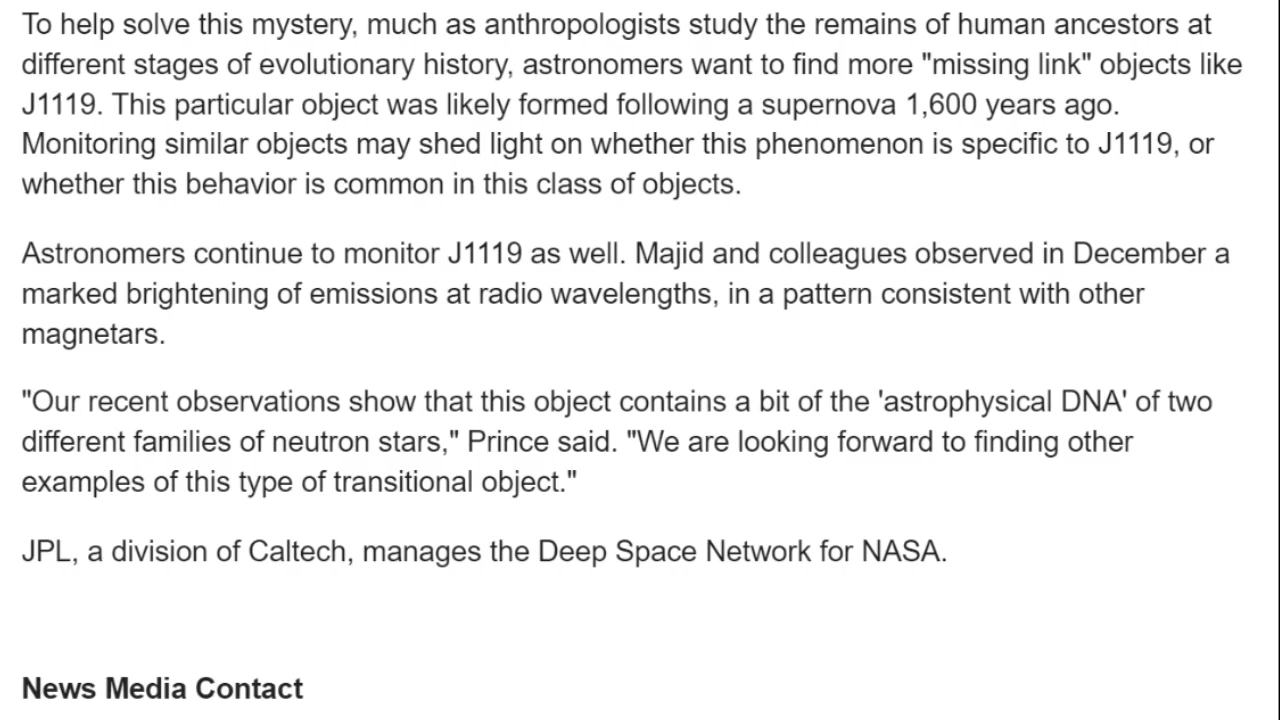 To help solve this mystery, much as anthropologists study the remains of human ancestors at
different stages of evolutionary history, astronomers want to find more "missing link" objects like
J1119. This particular object was likely formed following a supernova 1,600 years ago.
Monitoring similar objects may shed light on whether this phenomenon is specific to J1119, or
whether this behavior is common in this class of objects.
Astronomers continue to monitor J1119 as well. Majid and colleagues observed in December a
marked brightening of emissions at radio wavelengths, in a pattern consistent with other
magnetars.
"Our recent observations show that this object contains a bit of the 'astrophysical DNA' of two
different families of neutron stars," Prince said. "We are looking forward to finding other
examples of this type of transitional object."
JPL, a division of Caltech, manages the Deep Space Network for NASA.
News Media Contact